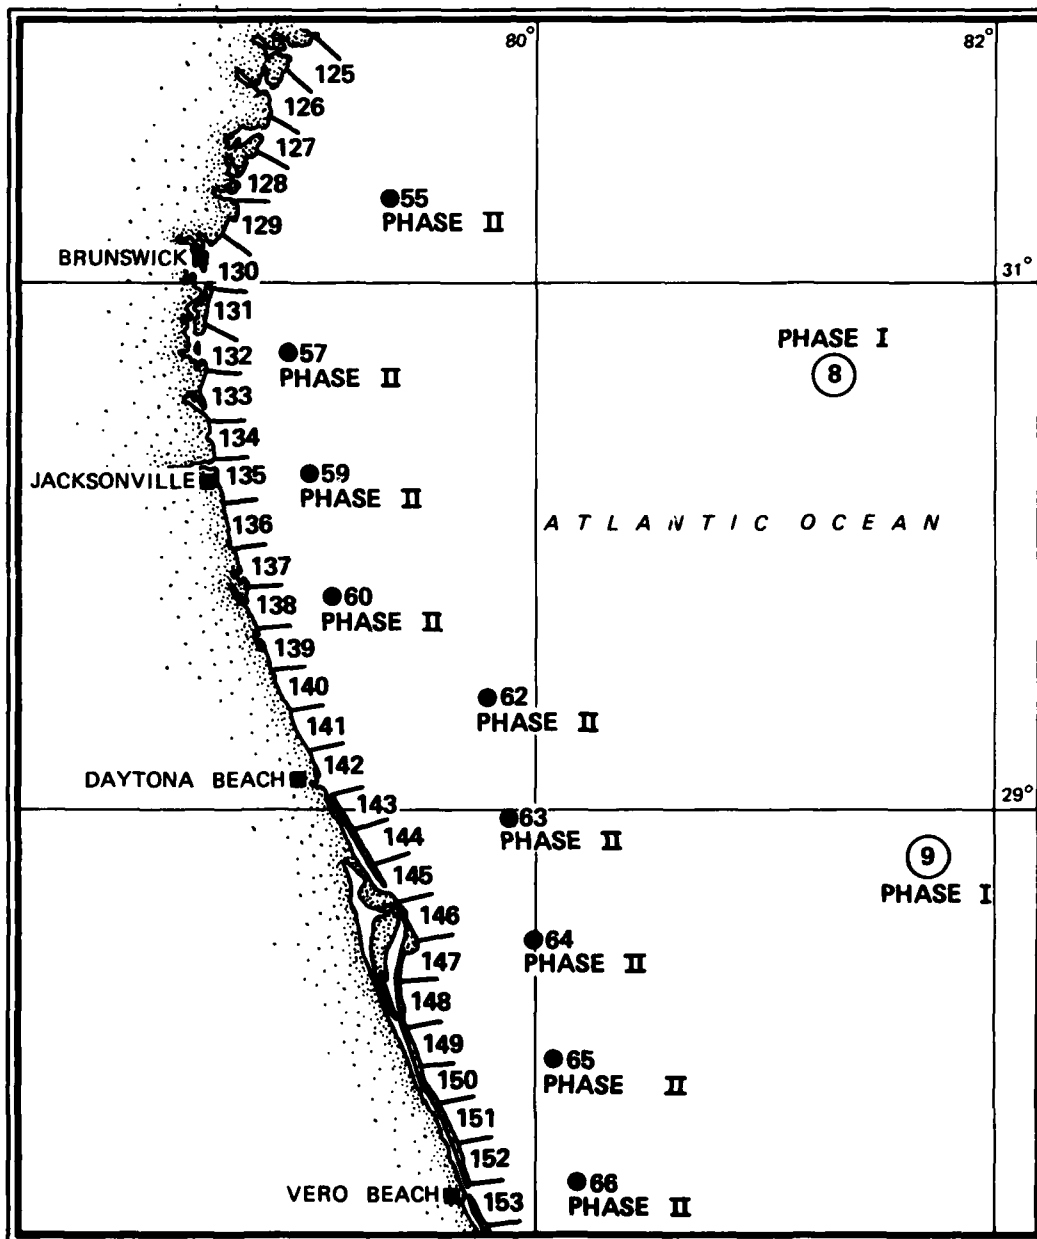 80°
82°
125
126
127
128
55
PHASE II
129
BRUNSWICK
130
31°
131
PHASE I
132
57
PHASE II
8
133
134
JACKSONVILLE
135
59
PHASE II
136
ATLANTIC OCEAN
137
138
60
PHASE II
139
140
62
PHASE II
141
142
DAYTONA BEACH
143
29°
63
PHASE II
144
9
145
PHASE I
146
64
PHASE II
147
148
149
65
PHASE II
150
151
152
66
PHASE II
VERO BEACH
153